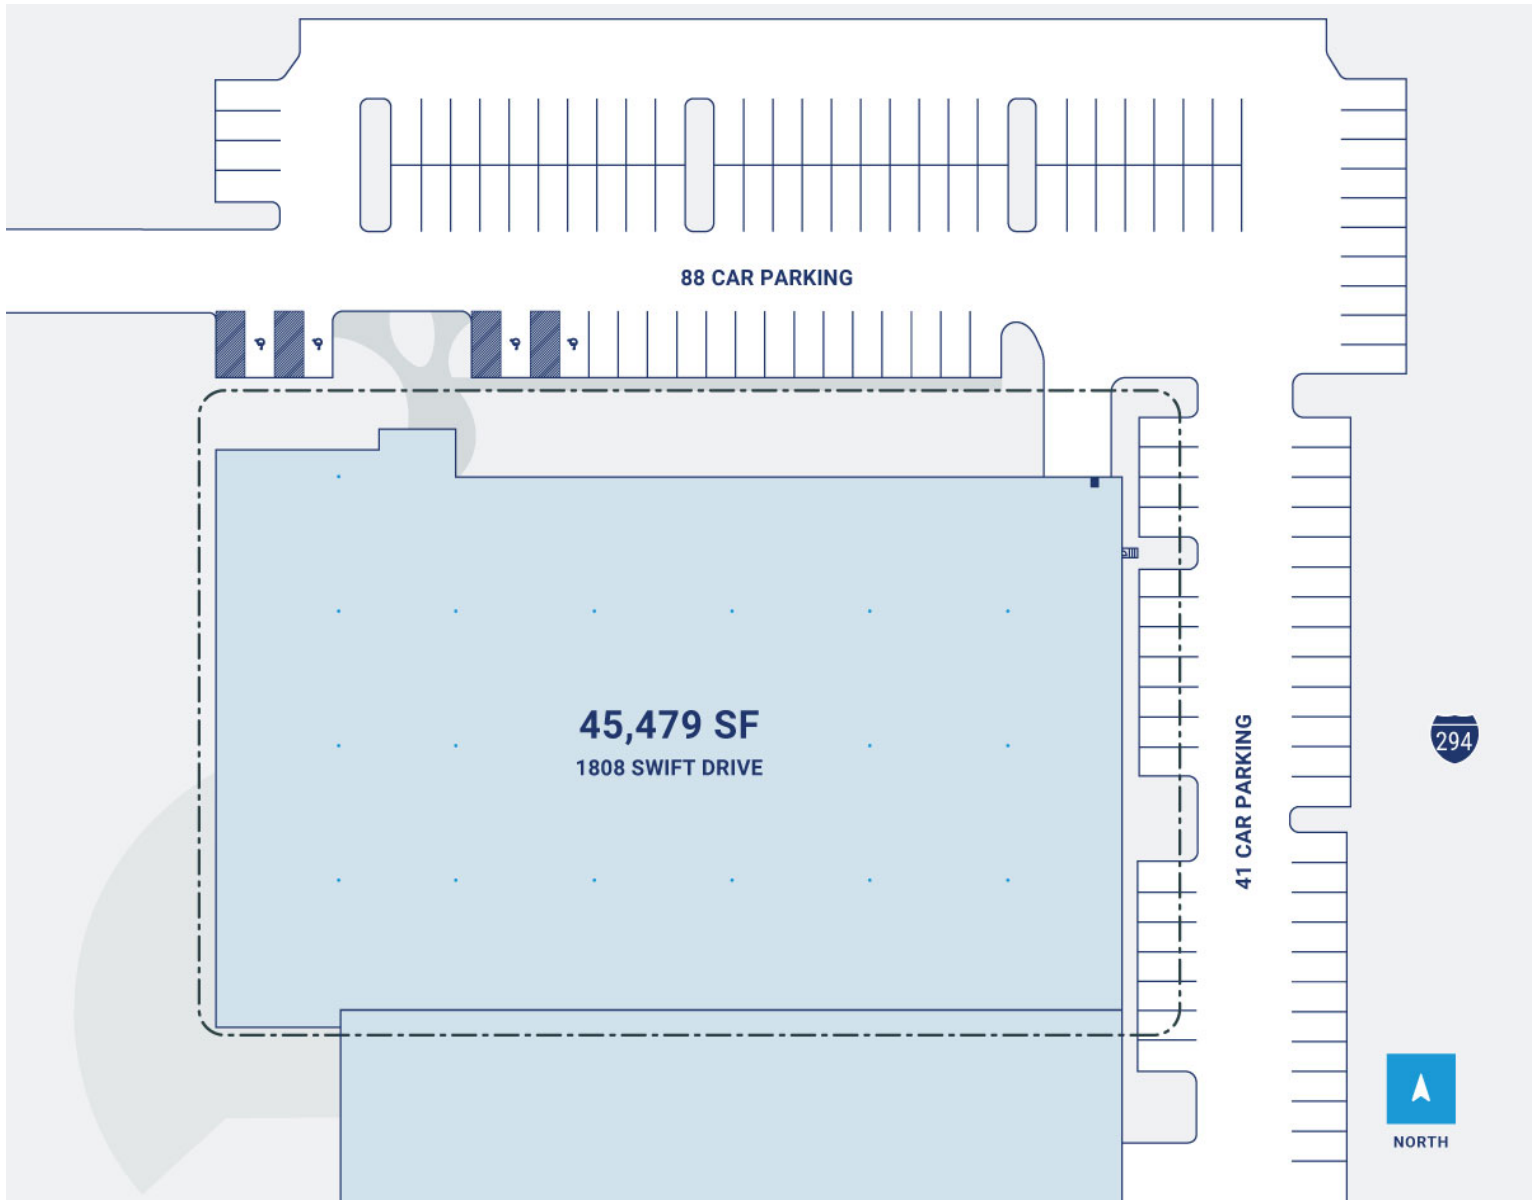 88 CAR PARKING
45,479 SF
1808 SWIFT DRIVE
41 CAR PARKING
294
NORTH